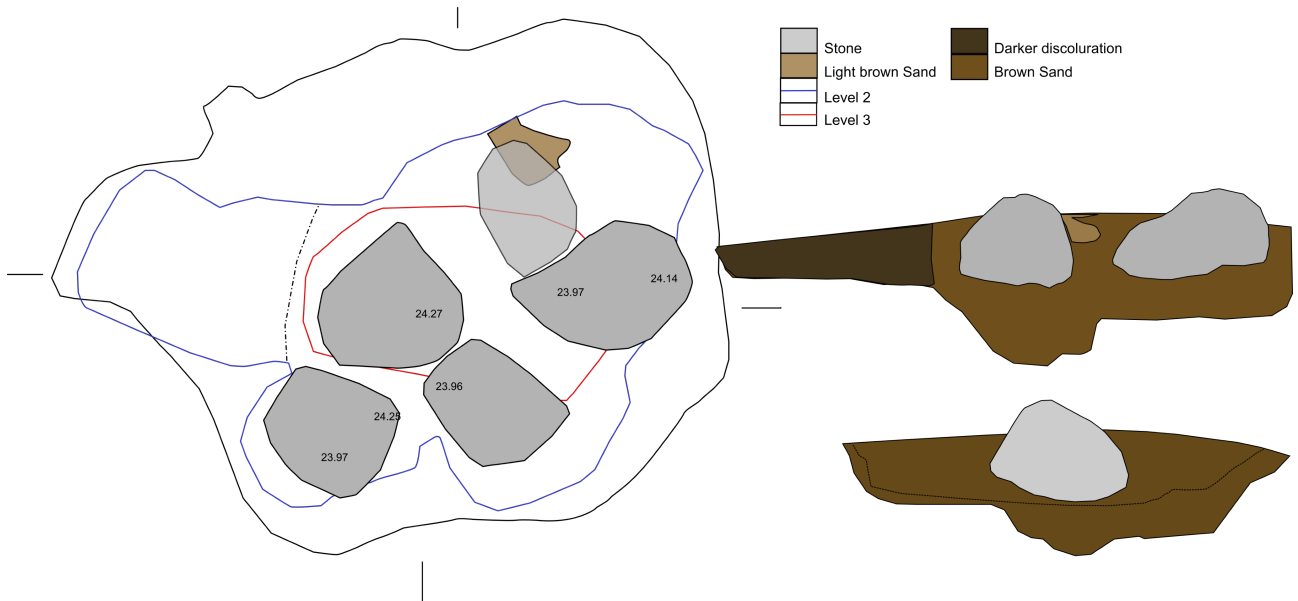 Stone
Darker discoluration
Light brown Sand
Brown Sand
Level 2
Level 3
24.14
23.97
24.27
23.96
24.25
23.97